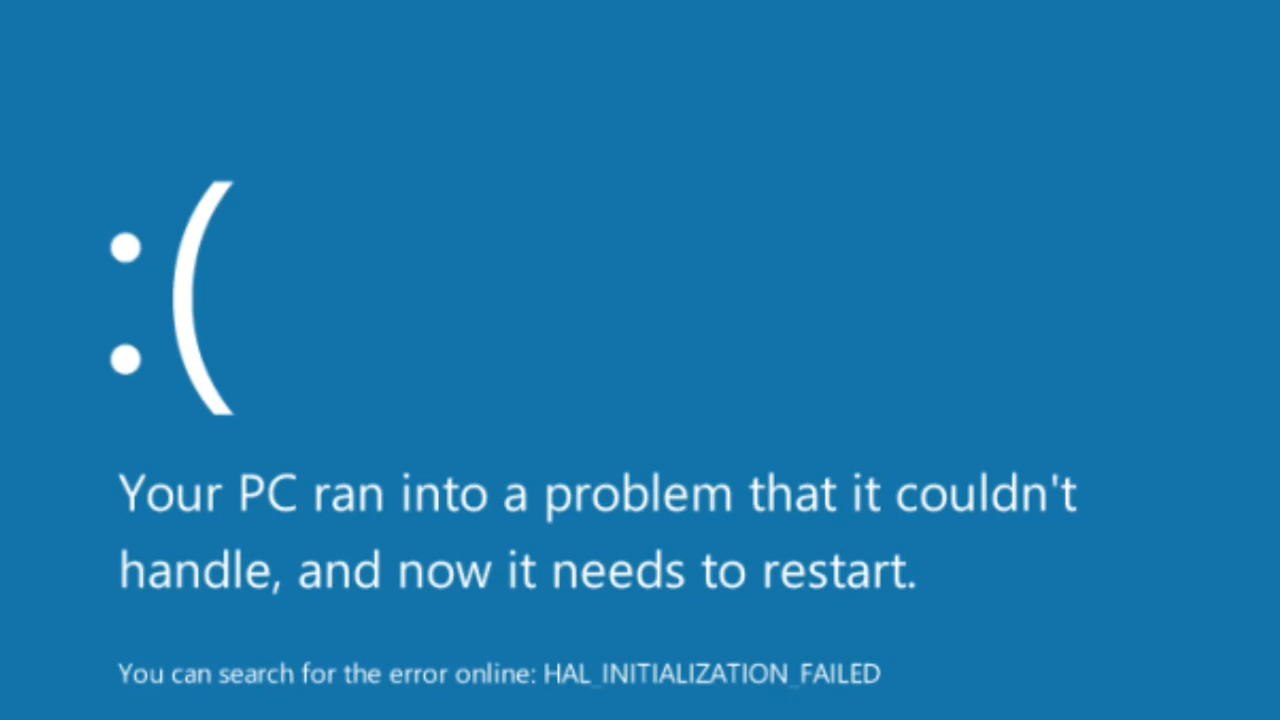 :(
Your PC ran into a problem that it couldn't
handle, and now it needs to restart.
You can search for the error online: HAL_INITIALIZATION_FAILED